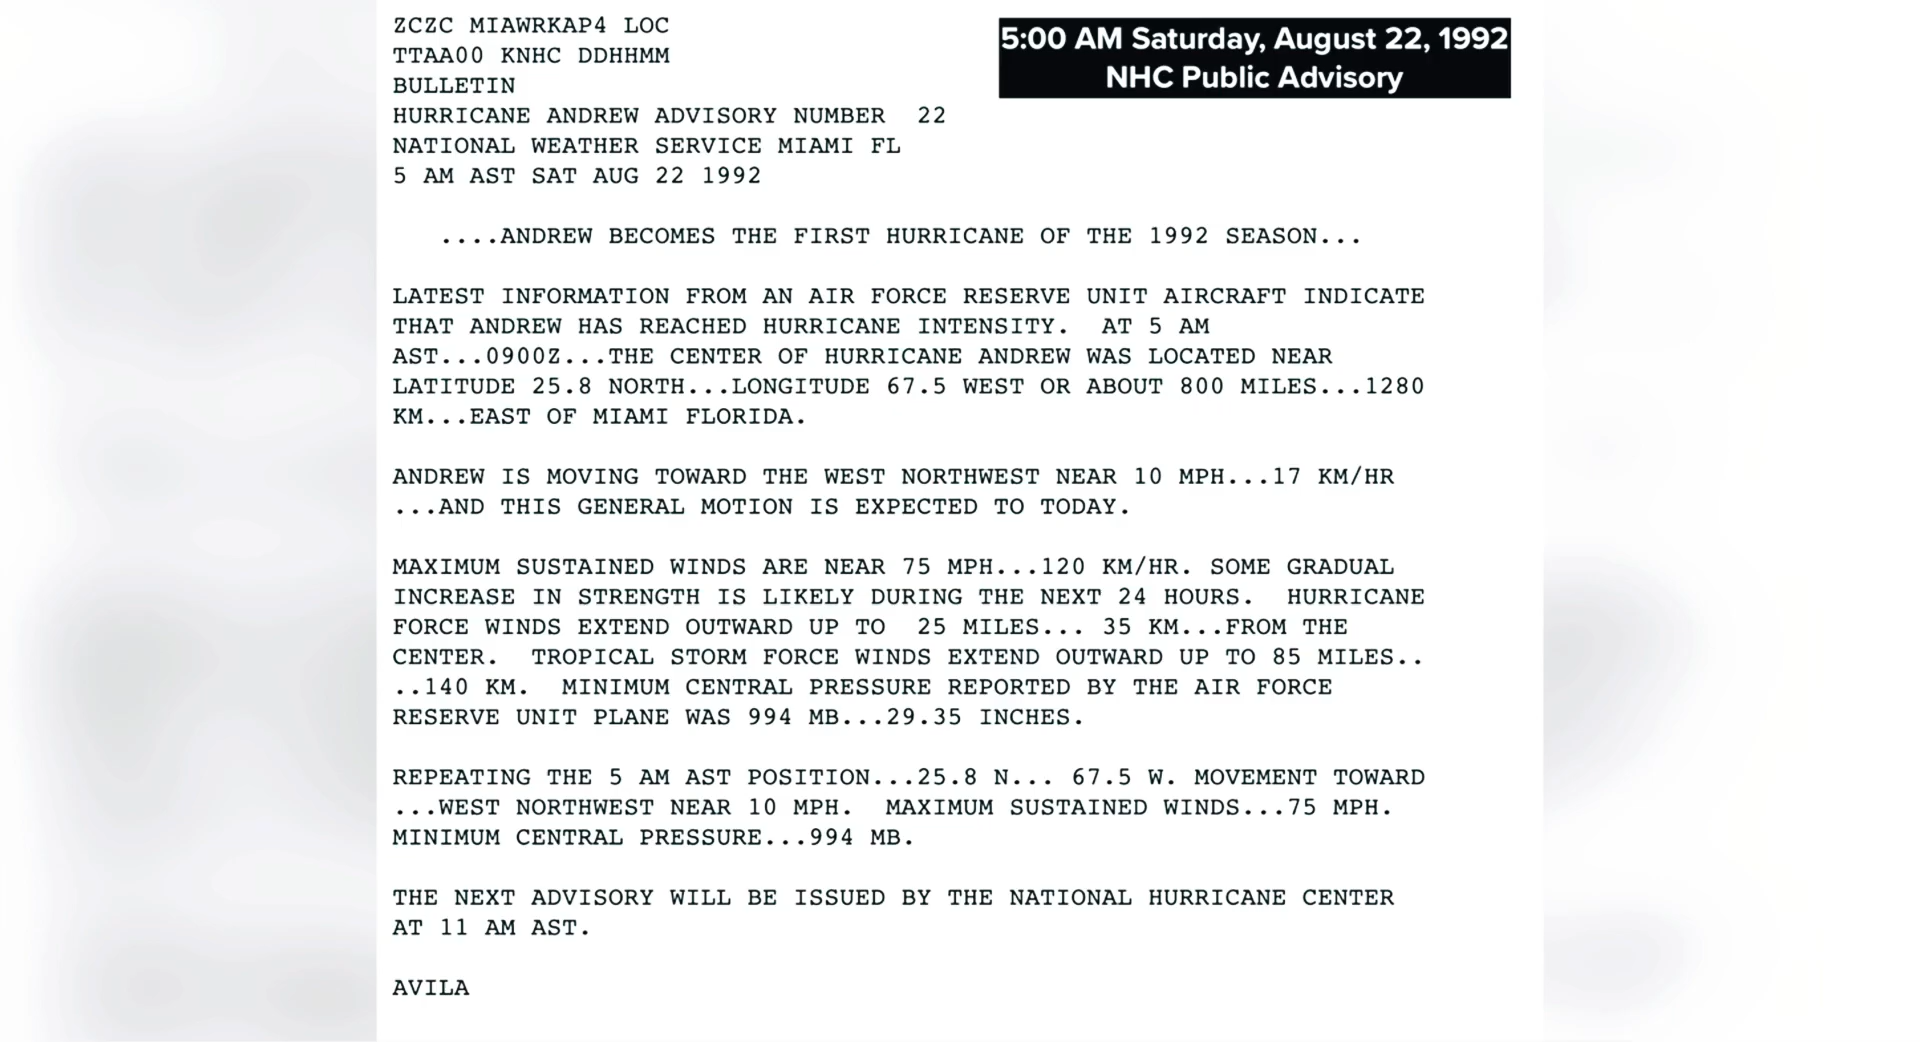 ZCZC MIAWRKAP4 LOC
TTAA00 KNHC DDHHMM
BULLETIN
HURRICANE ANDREW ADVISORY NUMBER  22
NATIONAL WEATHER SERVICE MIAMI FL
5 AM AST SAT AUG 22 1992
5:00 AM Saturday, August 22, 1992
NHC Public Advisory
....ANDREW BECOMES THE FIRST HURRICANE OF THE 1992 SEASON...
LATEST INFORMATION FROM AN AIR FORCE RESERVE UNIT AIRCRAFT INDICATE
THAT ANDREW HAS REACHED HURRICANE INTENSITY.  AT 5 AM
AST...0900Z...THE CENTER OF HURRICANE ANDREW WAS LOCATED NEAR
LATITUDE 25.8 NORTH...LONGITUDE 67.5 WEST OR ABOUT 800 MILES...1280
KM...EAST OF MIAMI FLORIDA.
ANDREW IS MOVING TOWARD THE WEST NORTHWEST NEAR 10 MPH...17 KM/HR
...AND THIS GENERAL MOTION IS EXPECTED TO TODAY.
MAXIMUM SUSTAINED WINDS ARE NEAR 75 MPH...120 KM/HR. SOME GRADUAL
INCREASE IN STRENGTH IS LIKELY DURING THE NEXT 24 HOURS.  HURRICANE
FORCE WINDS EXTEND OUTWARD UP TO  25 MILES... 35 KM...FROM THE
CENTER.  TROPICAL STORM FORCE WINDS EXTEND OUTWARD UP TO 85 MILES..
..140 KM.  MINIMUM CENTRAL PRESSURE REPORTED BY THE AIR FORCE
RESERVE UNIT PLANE WAS 994 MB...29.35 INCHES.
REPEATING THE 5 AM AST POSITION...25.8 N... 67.5 W. MOVEMENT TOWARD
...WEST NORTHWEST NEAR 10 MPH.  MAXIMUM SUSTAINED WINDS...75 MPH.
MINIMUM CENTRAL PRESSURE...994 MB.
THE NEXT ADVISORY WILL BE ISSUED BY THE NATIONAL HURRICANE CENTER
AT 11 AM AST.
AVILA